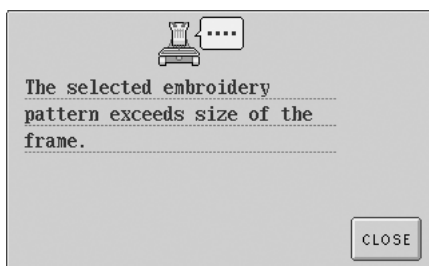 The selected embroidery
pattern exceeds size of the
frame.
CLOSE